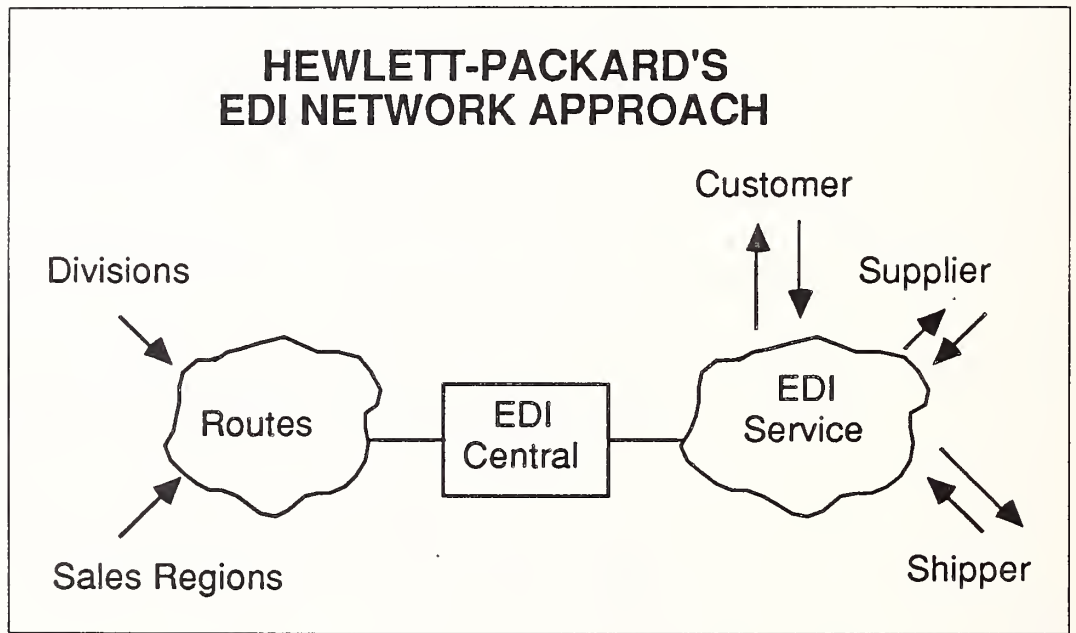 HEWLETT-PACKARD'S
EDI NETWORK APPROACH
Customer
Divisions
Supplier
Routes
EDI
Central
EDI
Service
Sales Regions
Shipper